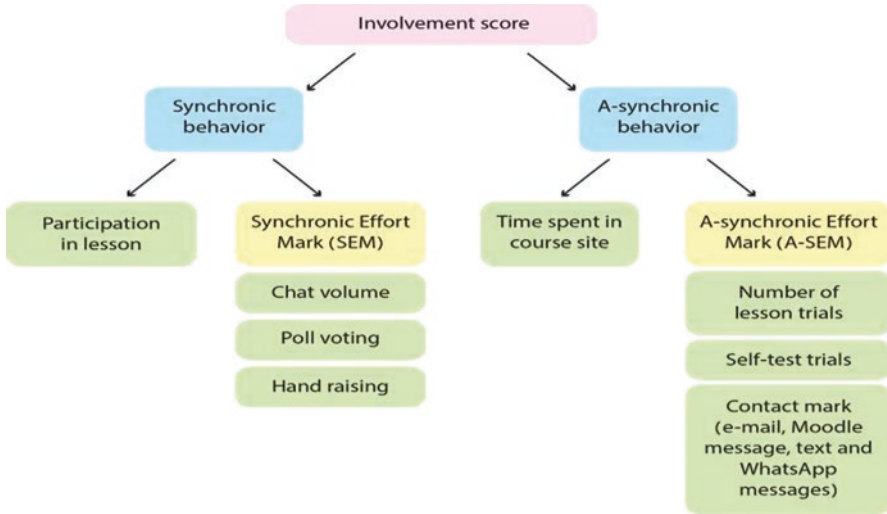 Involvement score
Synchronic
behavior
A-synchronic
behavior
Participation
in lesson
Synchronic Effort
Mark (SEM)
Time spent in
course site
A-synchronic Effort
Mark (A-SEM)
Chat volume
Poll voting
Hand raising
Number of
lesson trials
Self-test trials
Contact mark
(e-mail, Moodle
message, text and
WhatsApp
messages)